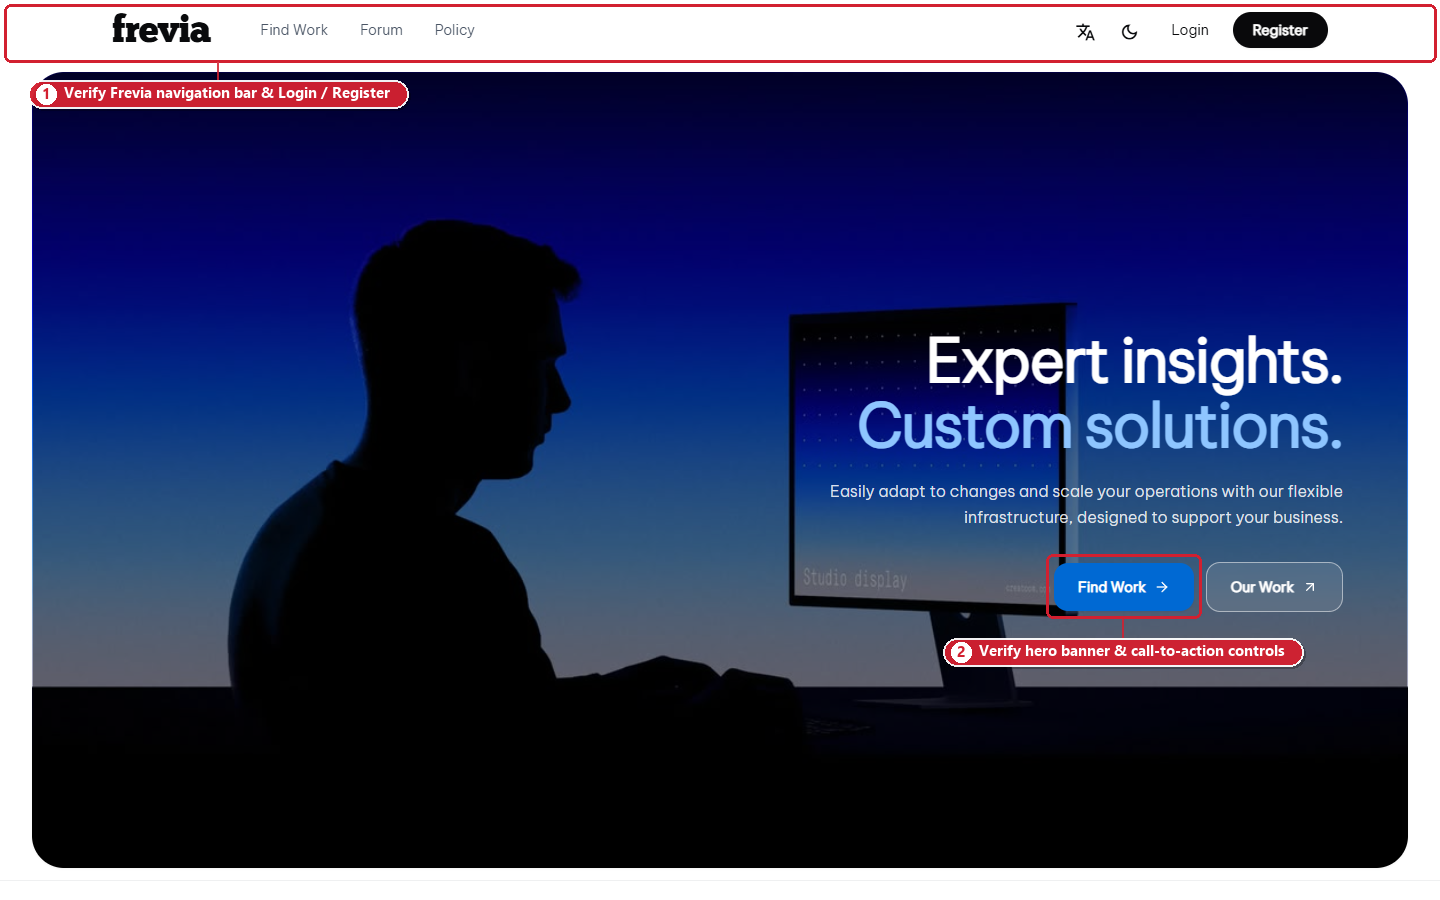 frevia Find Work Forum Policy Login Register
1 Verify Frevia navigation bar & Login / Register
Expert insights.
Custom solutions.
Easily adapt to changes and scale your operations with our flexible
infrastructure, designed to support your business.
Studio display
Find Work Our Work
2 Verify hero banner & call-to-action controls